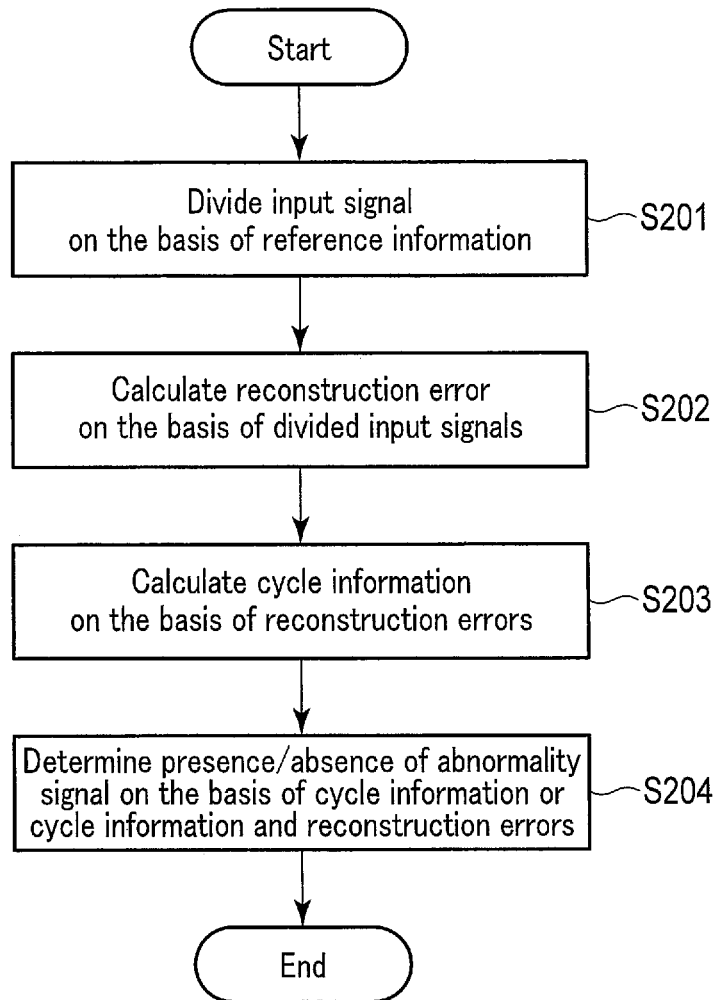 Start
Divide input signal
on the basis of reference information
S201
Calculate reconstruction error
on the basis of divided input signals
S202
Calculate cycle information
on the basis of reconstruction errors
S203
Determine presence/absence of abnormality
signal on the basis of cycle information or
cycle information and reconstruction errors
S204
End